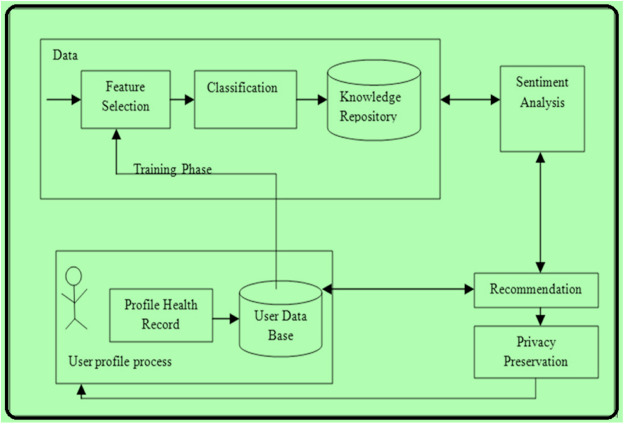 Data
Feature
Selection
Classification
Knowledge
Repository
Sentiment
Analysis
Training Phase
Profile Health
Record
User Data
Base
User profile process
Recommendation
Privacy
Preservation